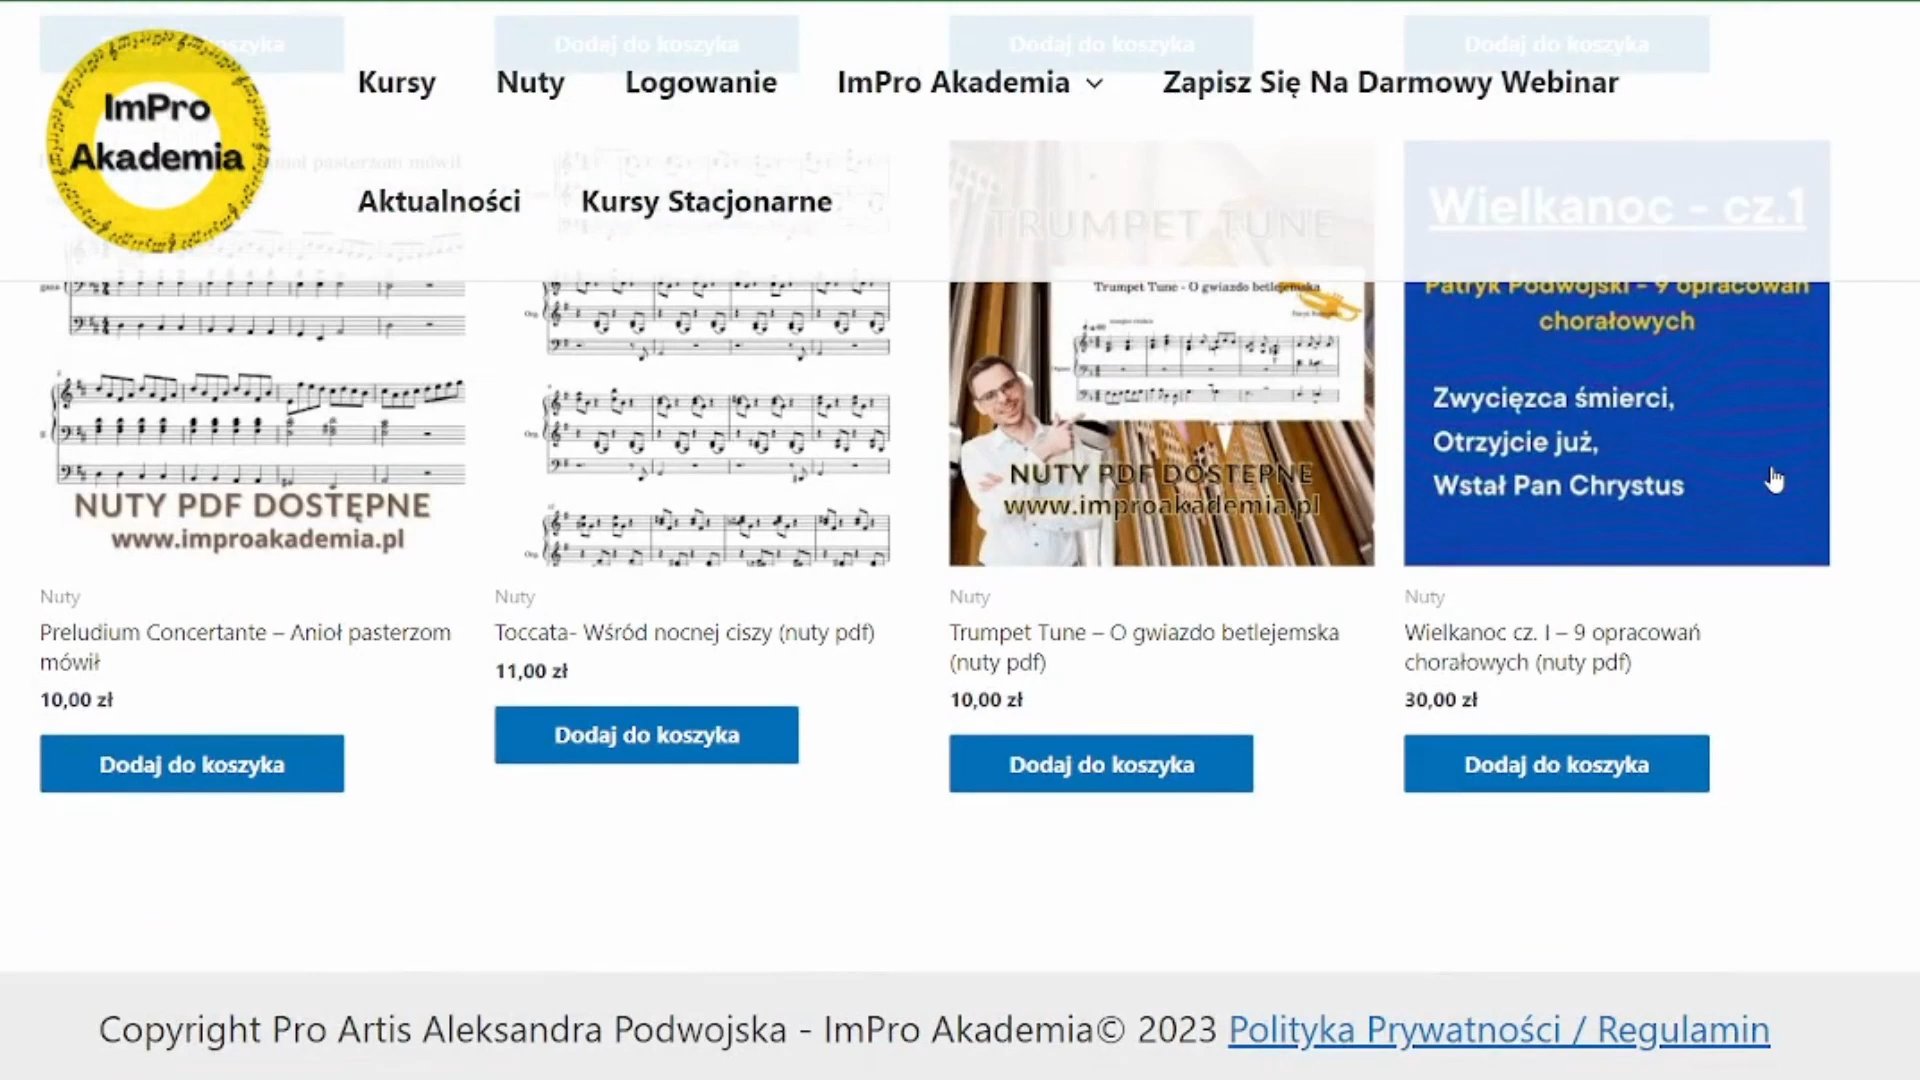 Dodaj do koszyka
Dodaj do koszyka
Dodaj do koszyka
ImPro
Akademia
Kursy
Nuty
Logowanie
ImPro Akademia
Zapisz Się Na Darmowy Webinar
Aktualności
Kursy Stacjonarne
Anioł pasterzom mówił
NUTY PDF DOSTĘPNE
www.improakademia.pl
TRUMPET TUNE
Trumpet Tune - O gwiazdo betlejemska
NUTY PDF DOSTĘPNE
www.improakademia.pl
Wielkanoc - cz.1
Patryk Podwojski - 9 opracowań
chorałowych
Zwycięzca śmierci,
Otrzyjcie już,
Wstał Pan Chrystus
Nuty
Preludium Concertante – Anioł pasterzom
mówił
10,00 zł
Dodaj do koszyka
Nuty
Toccata- Wśród nocnej ciszy (nuty pdf)
11,00 zł
Dodaj do koszyka
Nuty
Trumpet Tune – O gwiazdo betlejemska
(nuty pdf)
10,00 zł
Dodaj do koszyka
Nuty
Wielkanoc cz. I – 9 opracowań
chorałowych (nuty pdf)
30,00 zł
Dodaj do koszyka
Copyright Pro Artis Aleksandra Podwojska - ImPro Akademia© 2023 Polityka Prywatności / Regulamin